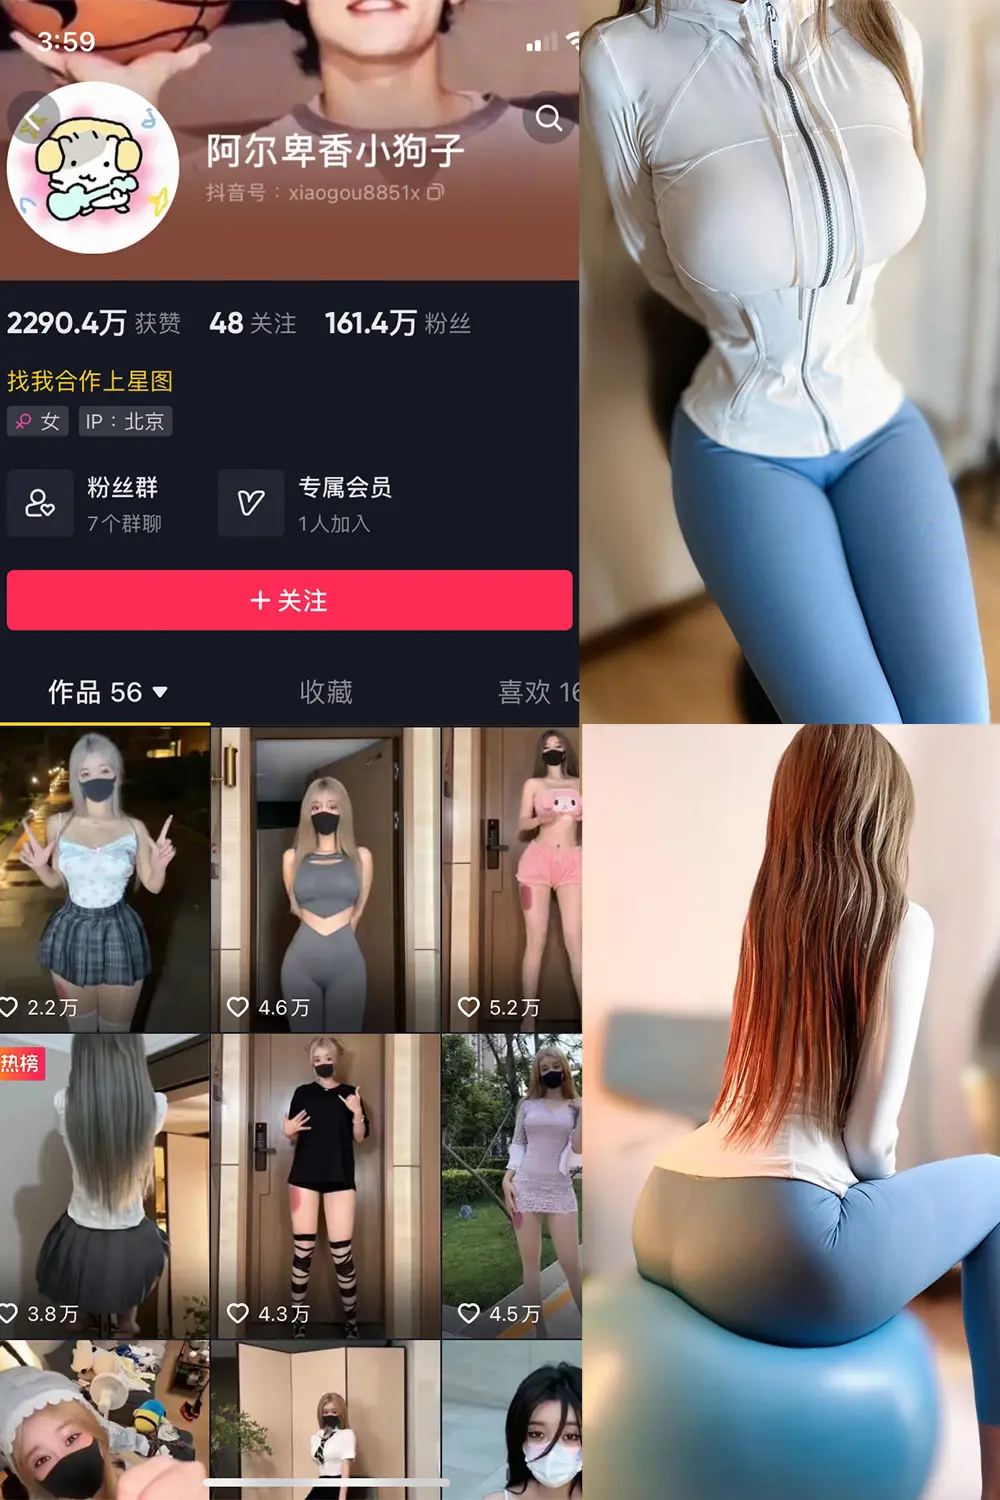 3:59
阿尔卑香小狗子
抖音号：xiaogou8851x
2290.4万 获赞 48 关注 161.4万 粉丝
找我合作上星图
女 IP：北京
粉丝群 专属会员
7个群聊 1人加入
+ 关注
作品 56 收藏 喜欢 16
2.2万 4.6万 5.2万
热榜
3.8万 4.3万 4.5万